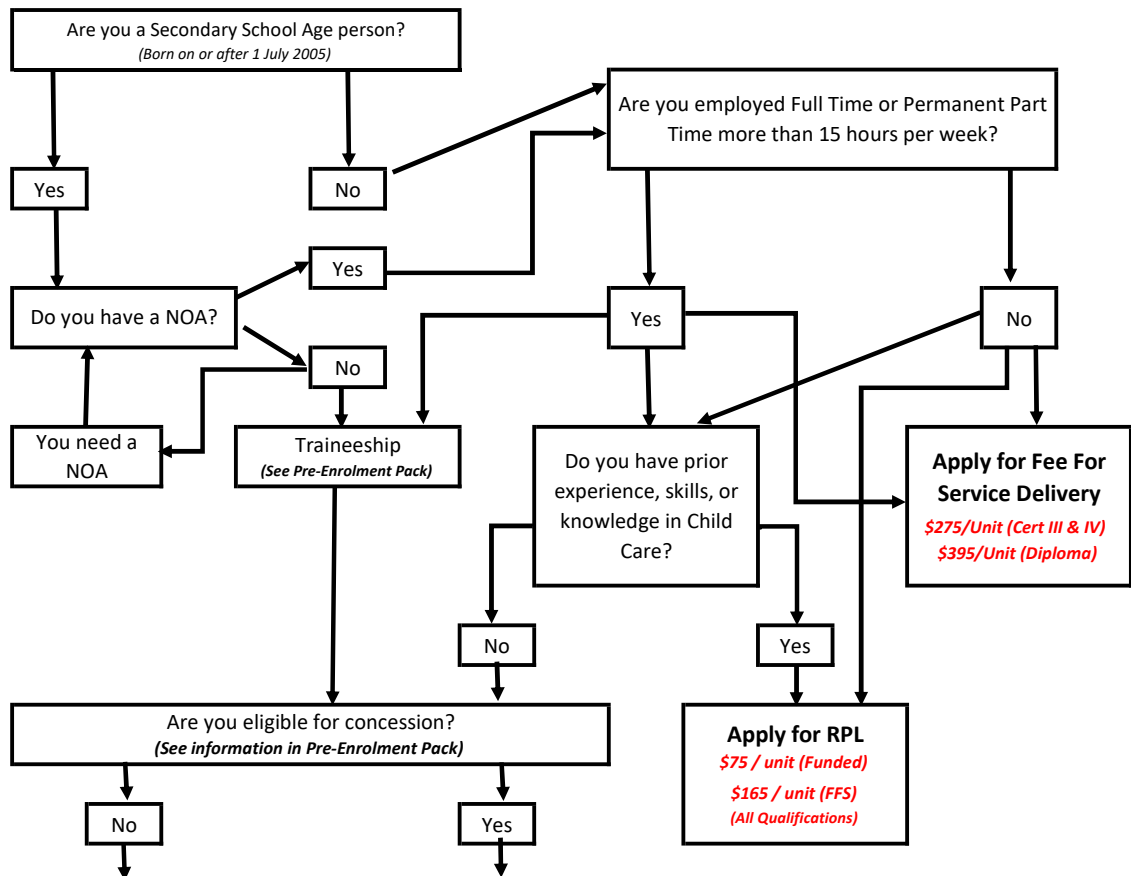 Are you a Secondary School Age person?
(Born on or after 1 July 2005)
Are you employed Full Time or Permanent Part
Time more than 15 hours per week?
Yes
No
Yes
Do you have a NOA?
Yes
No
No
You need a
NOA
Traineeship
(See Pre-Enrolment Pack)
Do you have prior
experience, skills, or
knowledge in Child
Care?
Apply for Fee For
Service Delivery
$275/Unit (Cert III & IV)
$395/Unit (Diploma)
No
Yes
Are you eligible for concession?
(See information in Pre-Enrolment Pack)
Apply for RPL
$75 / unit (Funded)
$165 / unit (FFS)
(All Qualifications)
No
Yes